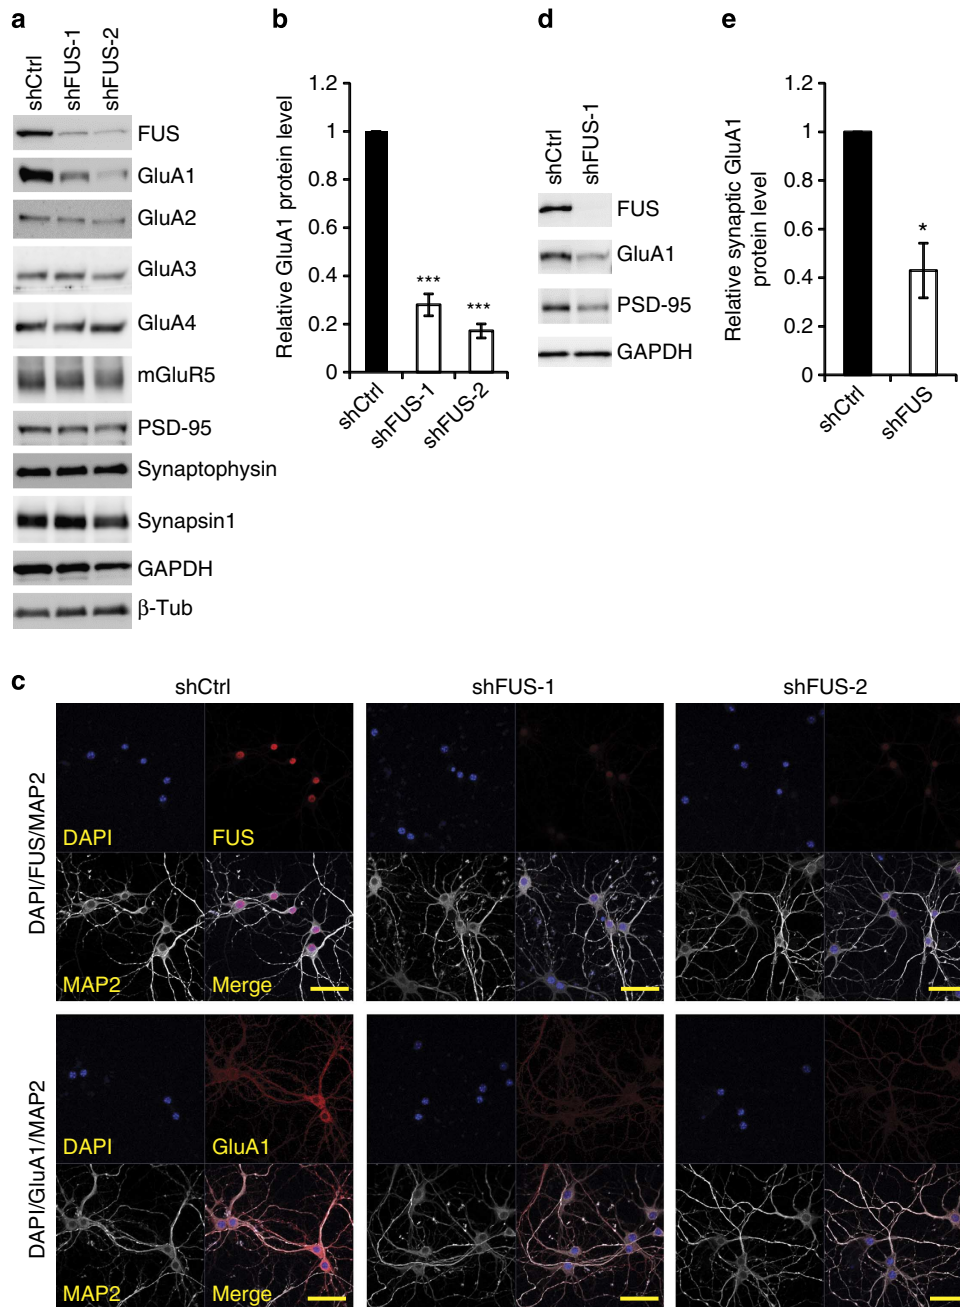 a
shCtrl
shFUS-1
shFUS-2
FUS
GluA1
GluA2
GluA3
GluA4
mGluR5
PSD-95
Synaptophysin
Synapsin1
GAPDH
β-Tub
b
Relative GluA1 protein level
1.2
1
0.8
0.6
0.4
0.2
0
***
***
shCtrl
shFUS-1
shFUS-2
d
shCtrl
shFUS-1
FUS
GluA1
PSD-95
GAPDH
e
Relative synaptic GluA1
protein level
1.2
1
0.8
0.6
0.4
0.2
0
*
shCtrl
shFUS
c
shCtrl
shFUS-1
shFUS-2
DAPI/FUS/MAP2
DAPI
FUS
MAP2
Merge
DAPI/GluA1/MAP2
DAPI
GluA1
MAP2
Merge